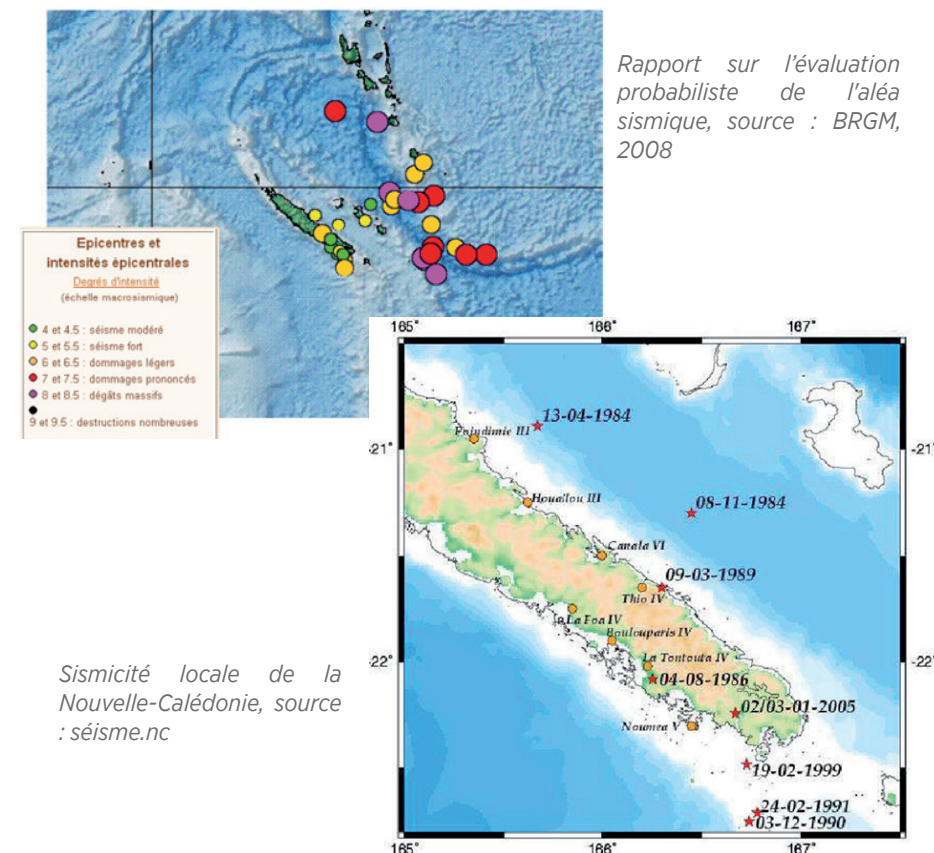 Rapport sur l'évaluation
probabiliste de l'aléa
sismique, source : BRGM,
2008
Epicentres et
intensités épicentrales
Degrés d'intensité
(échelle macrosismique)
4 et 4.5 : séisme modéré
5 et 5.5 : séisme fort
6 et 6.5 : dommages légers
7 et 7.5 : dommages prononcés
8 et 8.5 : dégâts massifs
9 et 9.5 : destructions nombreuses
165°
166°
167°
13-04-1984
Poindimie III
-21°
-21°
Houaïlou III
08-11-1984
Canala VI
09-03-1989
Thio IV
La Foa IV
Boulouparis IV
-22°
-22°
La Tontouta IV
04-08-1986
02/03-01-2005
Noumea V
19-02-1999
24-02-1991
03-12-1990
165°
166°
167°
Sismicité locale de la
Nouvelle-Calédonie, source
: séisme.nc